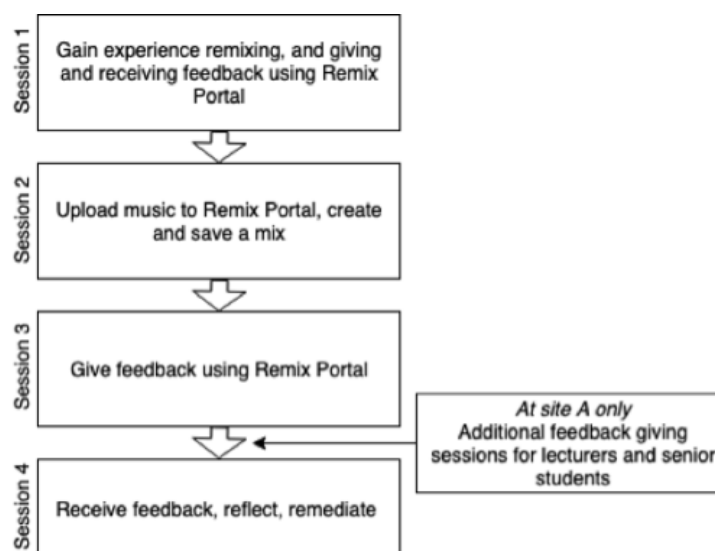 Session 1
Gain experience remixing, and giving
and receiving feedback using Remix
Portal
Session 2
Upload music to Remix Portal, create
and save a mix
Session 3
Give feedback using Remix Portal
At site A only
Additional feedback giving
sessions for lecturers and senior
students
Session 4
Receive feedback, reflect, remediate